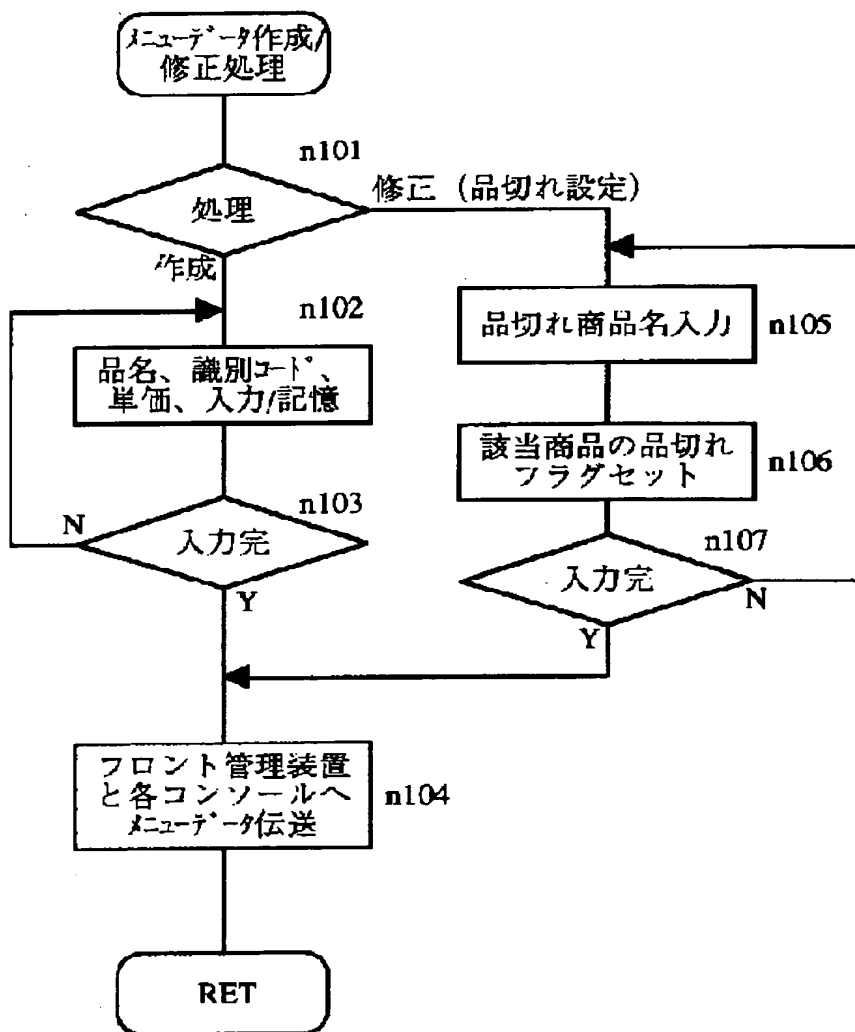 メニューデータ作成/
修正処理
n101
処理
修正 (品切れ設定)
作成
n102
品名、識別コード、
単価、入力/記憶
n103
入力完
N
Y
品切れ商品名入力
n105
該当商品の品切れ
フラグセット
n106
n107
入力完
N
Y
フロント管理装置
と各コンソールへ
メニューデータ伝送
n104
RET